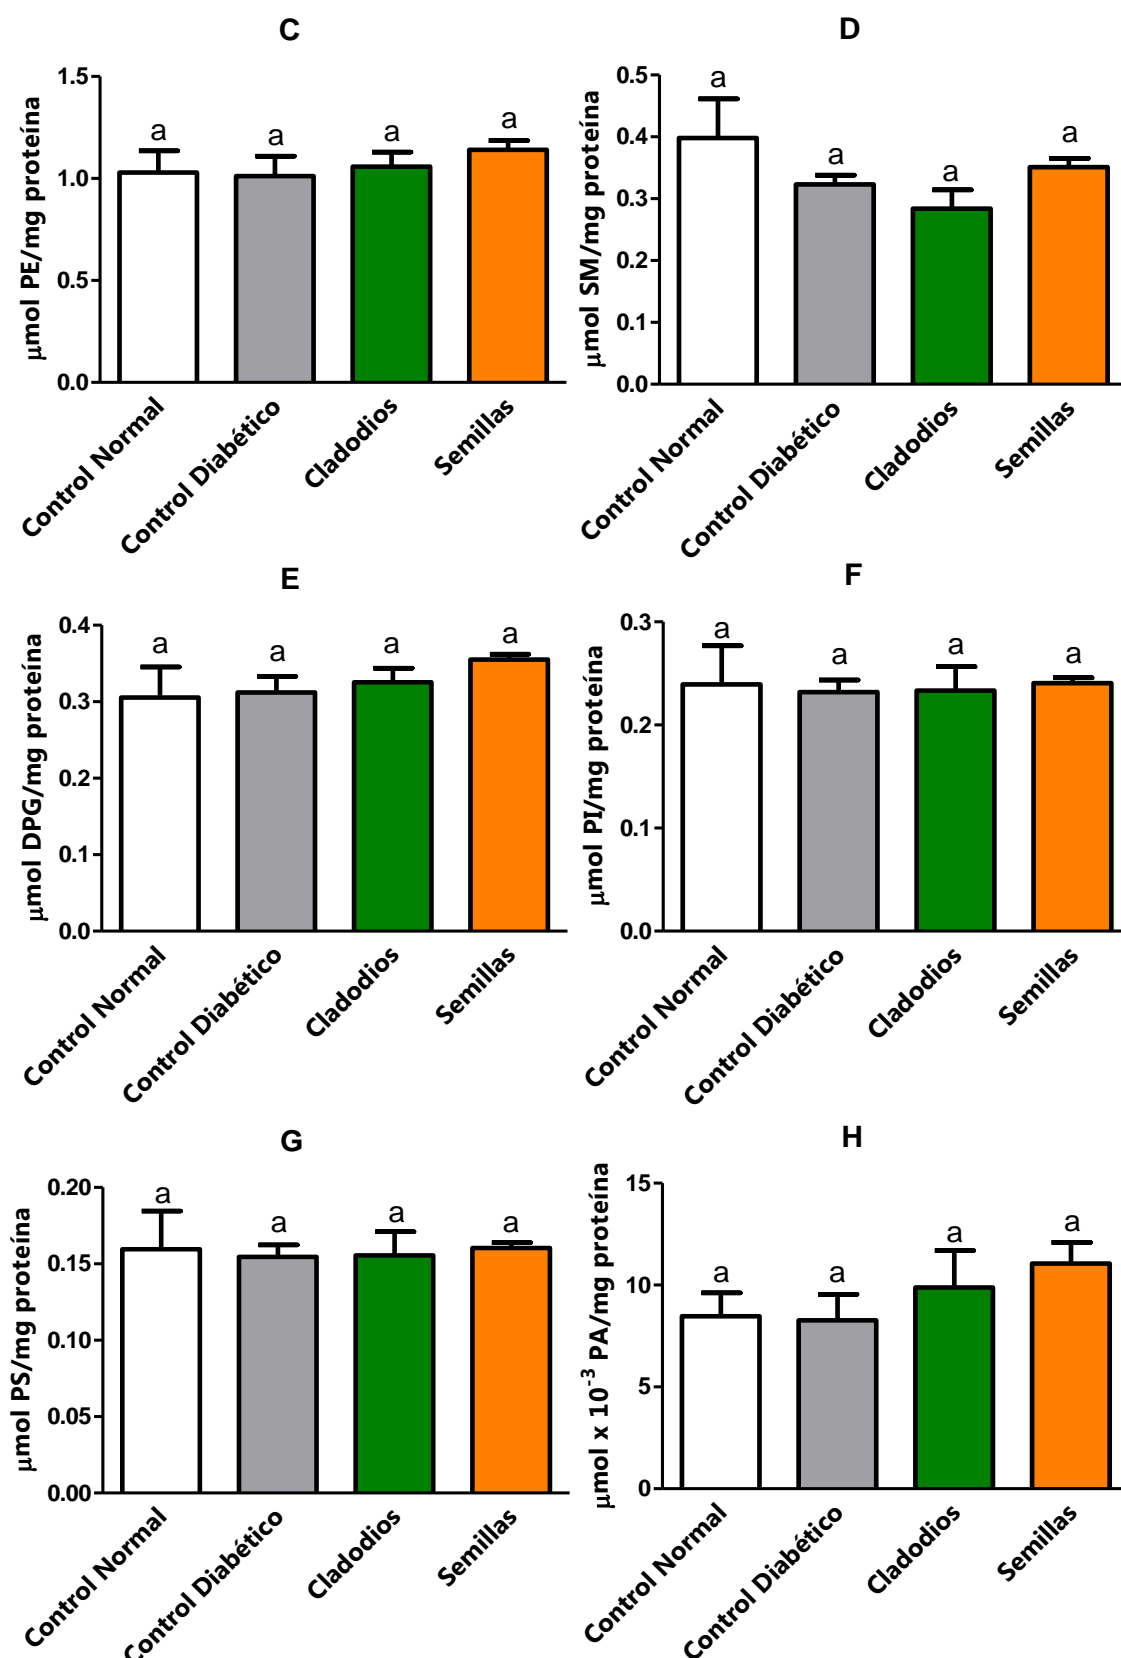 C
μmol PE/mg proteína
1.5
1.0
0.5
0.0
a
a
a
a
Control Normal
Control Diabético
Cladodios
Semillas
D
μmol SM/mg proteína
0.5
0.4
0.3
0.2
0.1
0.0
a
a
a
a
Control Normal
Control Diabético
Cladodios
Semillas
E
μmol DPG/mg proteína
0.4
0.3
0.2
0.1
0.0
a
a
a
a
Control Normal
Control Diabético
Cladodios
Semillas
F
μmol PI/mg proteína
0.3
0.2
0.1
0.0
a
a
a
a
Control Normal
Control Diabético
Cladodios
Semillas
G
μmol PS/mg proteína
0.20
0.15
0.10
0.05
0.00
a
a
a
a
Control Normal
Control Diabético
Cladodios
Semillas
H
μmol x 10⁻³ PA/mg proteína
15
10
5
0
a
a
a
a
Control Normal
Control Diabético
Cladodios
Semillas